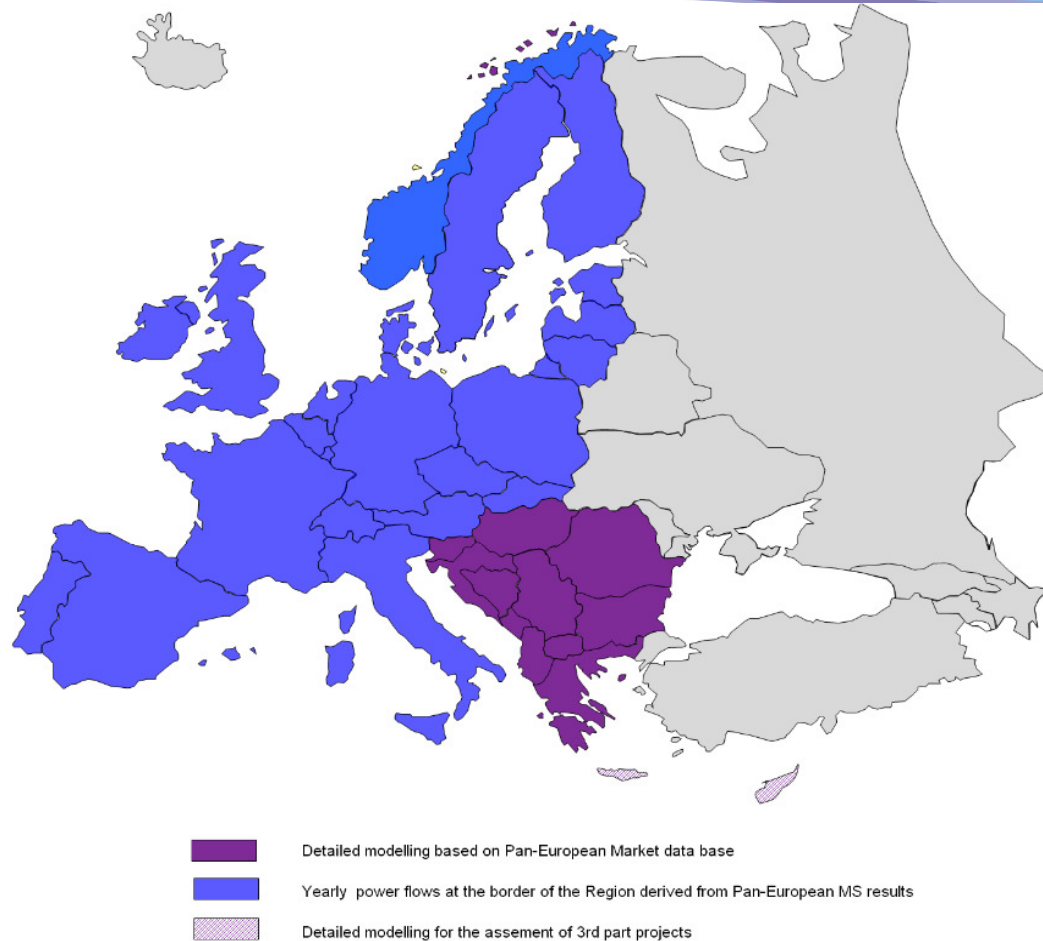 Detailed modelling based on Pan-European Market data base
Yearly power flows at the border of the Region derived from Pan-European MS results
Detailed modelling for the assement of 3rd part projects